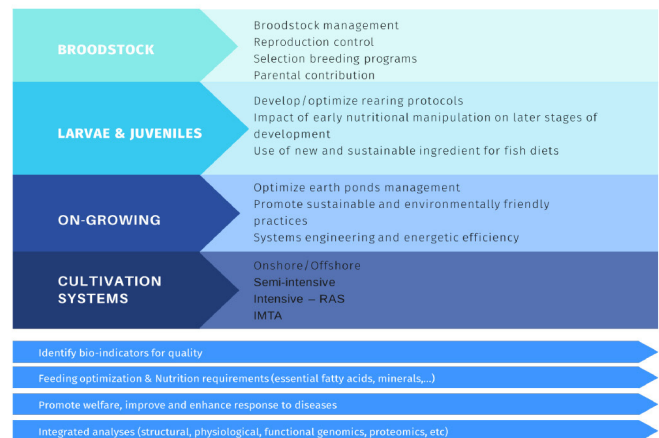 BROODSTOCK
Broodstock management
Reproduction control
Selection breeding programs
Parental contribution
LARVAE & JUVENILES
Develop/optimize rearing protocols
Impact of early nutritional manipulation on later stages of
development
Use of new and sustainable ingredient for fish diets
ON-GROWING
Optimize earth ponds management
Promote sustainable and environmentally friendly
practices
Systems engineering and energetic efficiency
CULTIVATION
SYSTEMS
Onshore/Offshore
Semi-intensive
Intensive – RAS
IMTA
Identify bio-indicators for quality
Feeding optimization & Nutrition requirements (essential fatty acids, minerals,...)
Promote welfare, improve and enhance response to diseases
Integrated analyses (structural, physiological, functional genomics, proteomics, etc)